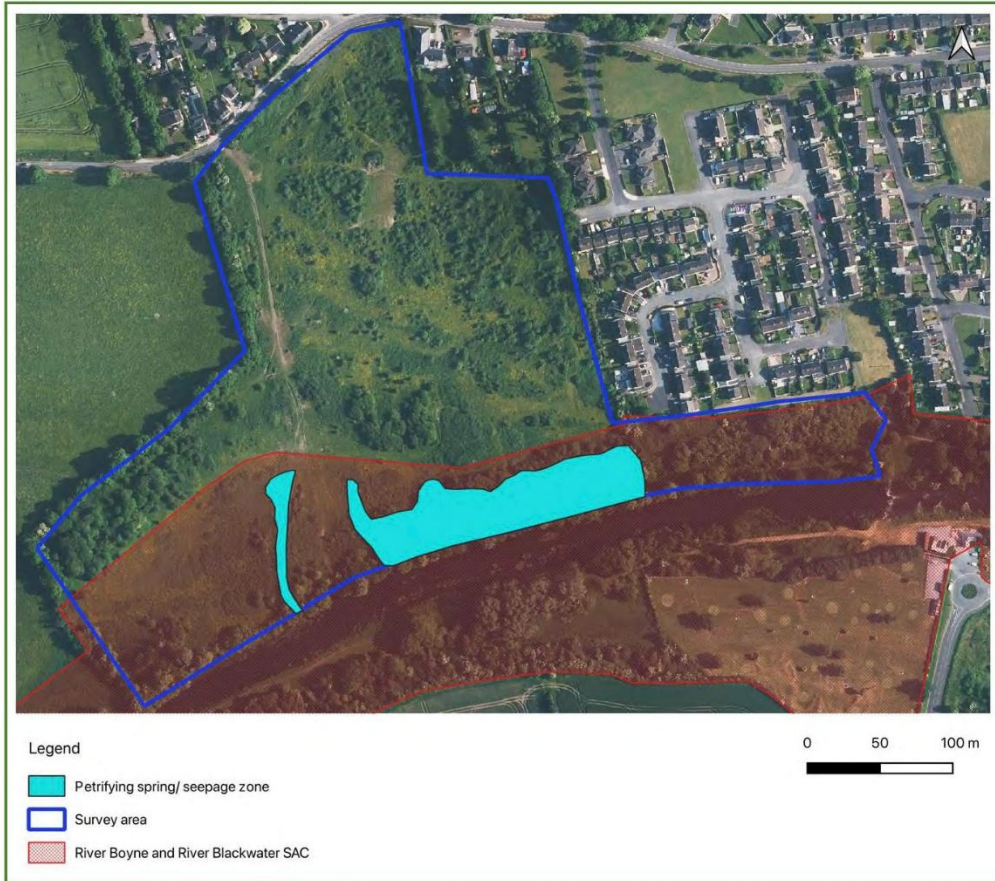 Legend
Petrifying spring/ seepage zone
Survey area
River Boyne and River Blackwater SAC
0 50 100 m